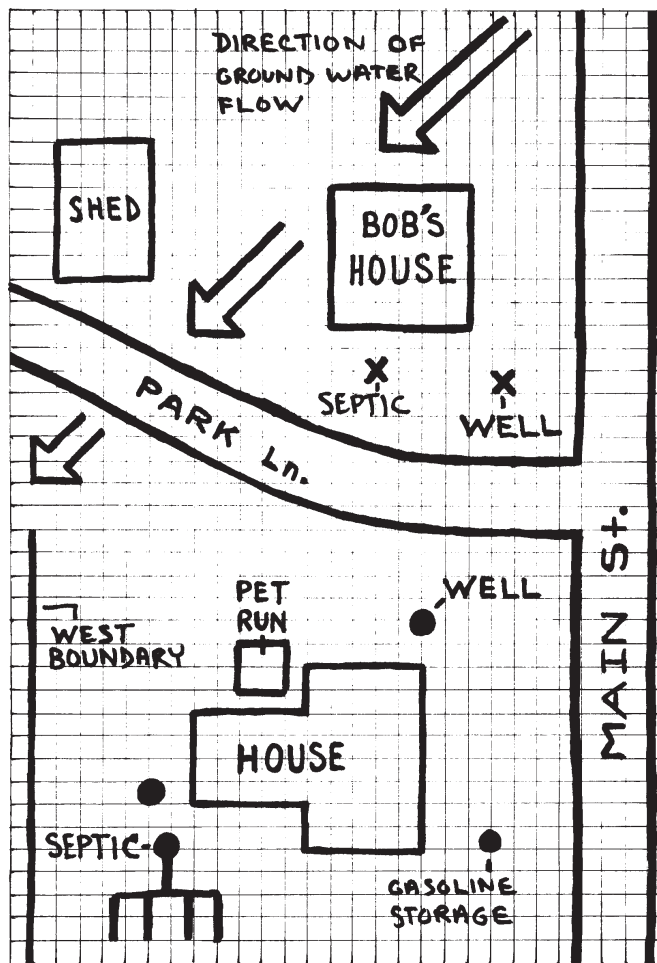 DIRECTION OF
GROUND WATER
FLOW
SHED
BOB'S
HOUSE
SEPTIC
WELL
PARK Ln.
MAIN St.
WELL
PET
RUN
WEST
BOUNDARY
HOUSE
SEPTIC
GASOLINE
STORAGE